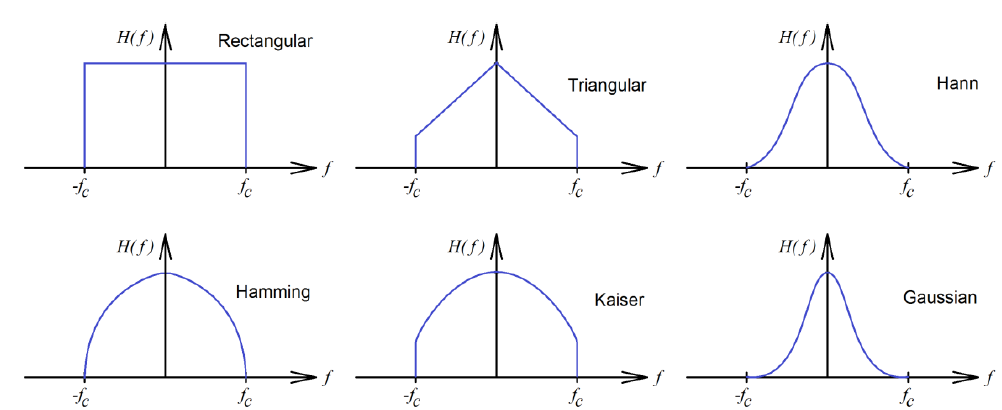 H(f) Rectangular
f
-fc fc
H(f) Triangular
f
-fc fc
H(f) Hann
f
-fc fc
H(f) Hamming
f
-fc fc
H(f) Kaiser
f
-fc fc
H(f) Gaussian
f
-fc fc